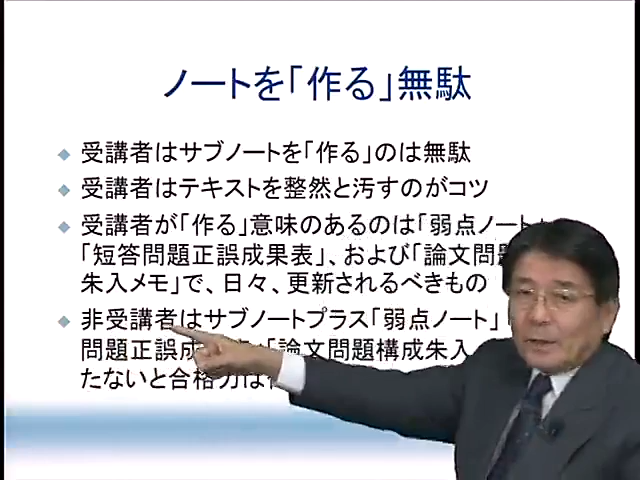 ノートを「作る」無駄
受講者はサブノートを「作る」のは無駄
受講者はテキストを整然と汚すのがコツ
受講者が「作る」意味のあるのは「弱点ノート
「短答問題正誤成果表」、および「論文問題
朱入メモ」で、日々、更新されるべきもの
非受講者はサブノートプラス「弱点ノート」
問題正誤成 「論文問題構成朱入
たないと合格力は